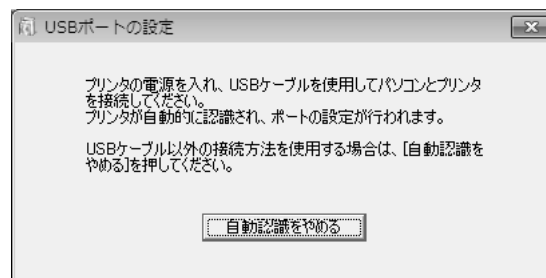 USBポートの設定
プリンタの電源を入れ、USBケーブルを使用してパソコンとプリンタ
を接続してください。
プリンタが自動的に認識され、ポートの設定が行われます。
USBケーブル以外の接続方法を使用する場合は、[自動認識を
やめる]を押してください。
自動認識をやめる